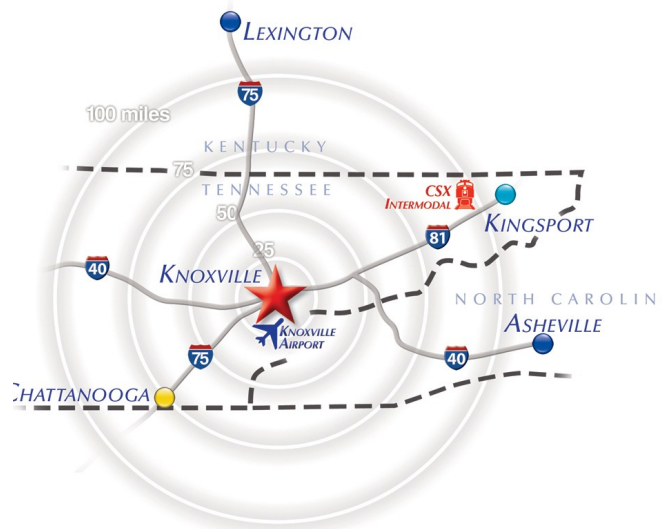 LEXINGTON
75
100 miles
KENTUCKY
75
TENNESSEE
CSX
INTERMODAL
50
KINGSPORT
81
25
40
KNOXVILLE
NORTH CAROLIN
KNOXVILLE
AIRPORT
ASHEVILLE
75
40
CHATTANOOGA